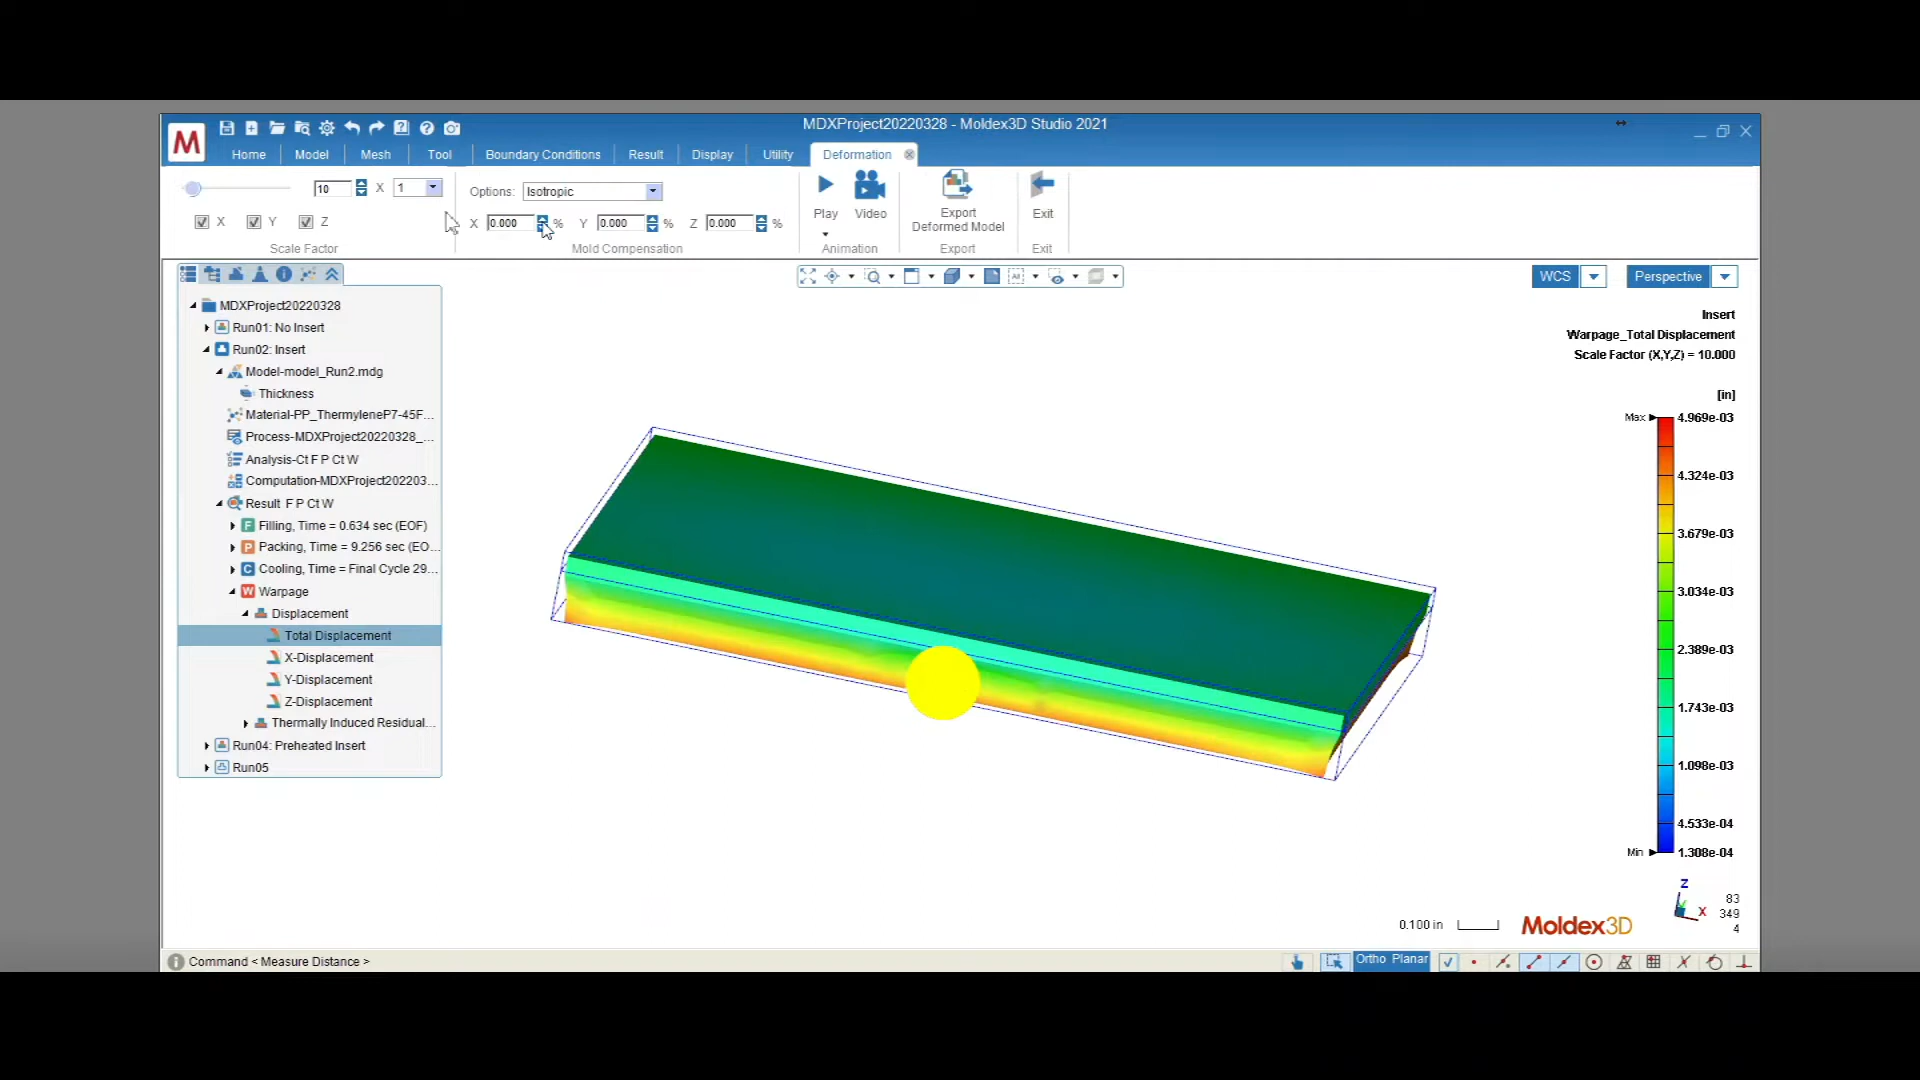 MDXProject20220328 - Moldex3D Studio 2021
M
Home Model Mesh Tool Boundary Conditions Result Display Utility Deformation
10 X 1
X Y Z
Scale Factor
Options: Isotropic
X 0.000 % Y 0.000 % Z 0.000 %
Mold Compensation
Play Video
Animation
Export
Deformed Model
Export
Exit
Exit
WCS Perspective
MDXProject20220328
Run01: No Insert
Run02: Insert
Model-model_Run2.mdg
Thickness
Material-PP_ThermyleneP7-45F...
Process-MDXProject20220328_...
Analysis-Ct F P Ct W
Computation-MDXProject202203...
Result F P Ct W
F Filling, Time = 0.634 sec (EOF)
P Packing, Time = 9.256 sec (EO...
C Cooling, Time = Final Cycle 29...
W Warpage
Displacement
Total Displacement
X-Displacement
Y-Displacement
Z-Displacement
Thermally Induced Residual...
Run04: Preheated Insert
Run05
Insert
Warpage_Total Displacement
Scale Factor (X,Y,Z) = 10.000
[in]
Max 4.969e-03
4.324e-03
3.679e-03
3.034e-03
2.389e-03
1.743e-03
1.098e-03
4.533e-04
Min 1.308e-04
Z
Y
X
83
349
4
0.100 in
Moldex3D
Command < Measure Distance >
Ortho Planar